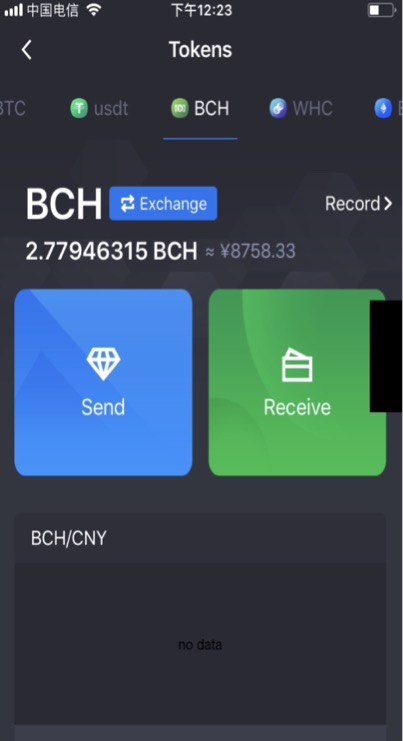 中国电信 下午12:23
Tokens
BTC usdt BCH WHC
BCH Exchange Record
2.77946315 BCH ≈ ¥8758.33
Send Receive
BCH/CNY
no data